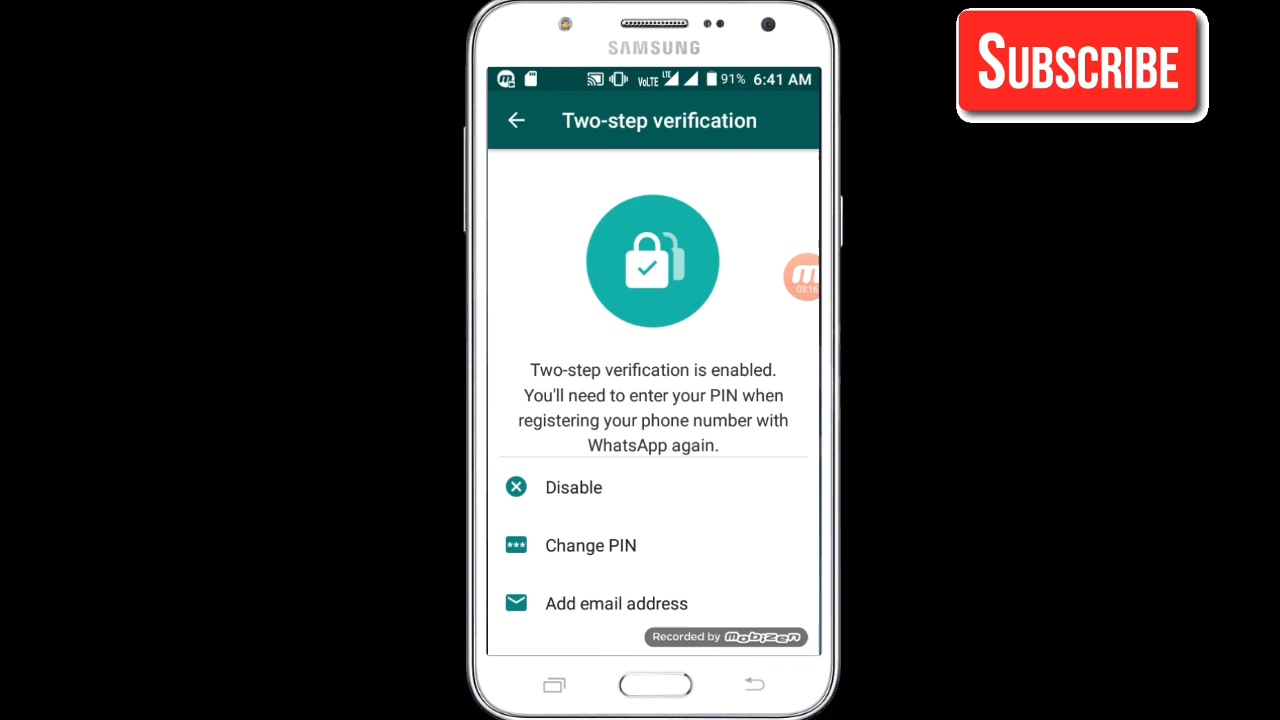 SUBSCRIBE
SAMSUNG
VoLTE LTE 91% 6:41 AM
Two-step verification
03:16
Two-step verification is enabled.
You'll need to enter your PIN when
registering your phone number with
WhatsApp again.
Disable
Change PIN
Add email address
Recorded by mobizen